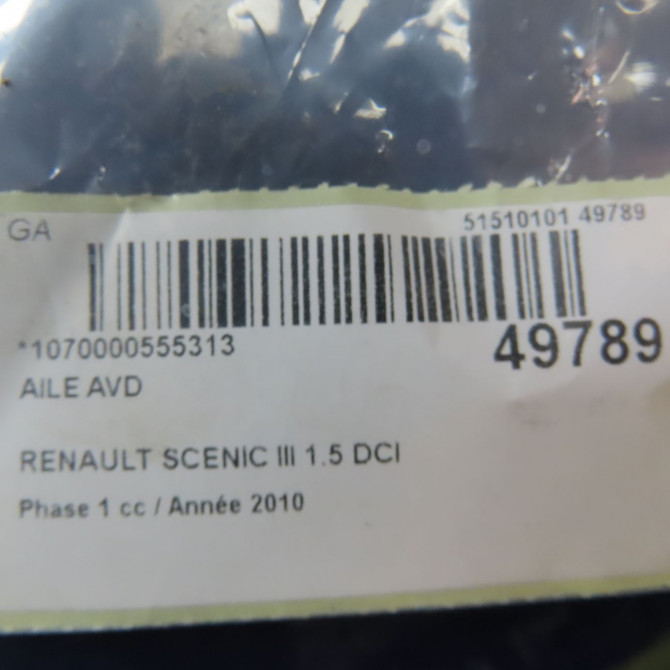 GA
51510101 49789
*1070000555313
49789
AILE AVD
RENAULT SCENIC III 1.5 DCI
Phase 1 cc / Année 2010